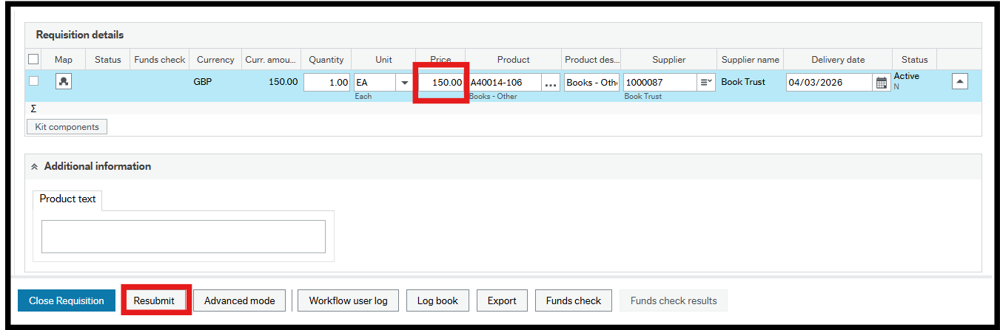 Requisition details
Map Status Funds check Currency Curr. amou... Quantity Unit Price Product Product des... Supplier Supplier name Delivery date Status
GBP 150.00 1.00 EA 150.00 A40014-106 ... Books - Oth 1000087 Book Trust 04/03/2026 Active
Each Books - Other Book Trust N
Σ
Kit components
Additional information
Product text
Close Requisition Resubmit Advanced mode Workflow user log Log book Export Funds check Funds check results